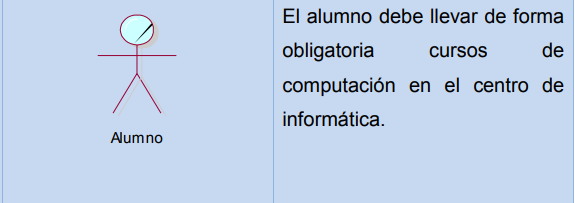 El alumno debe llevar de forma
obligatoria cursos de
computación en el centro de
informática.
Alumno